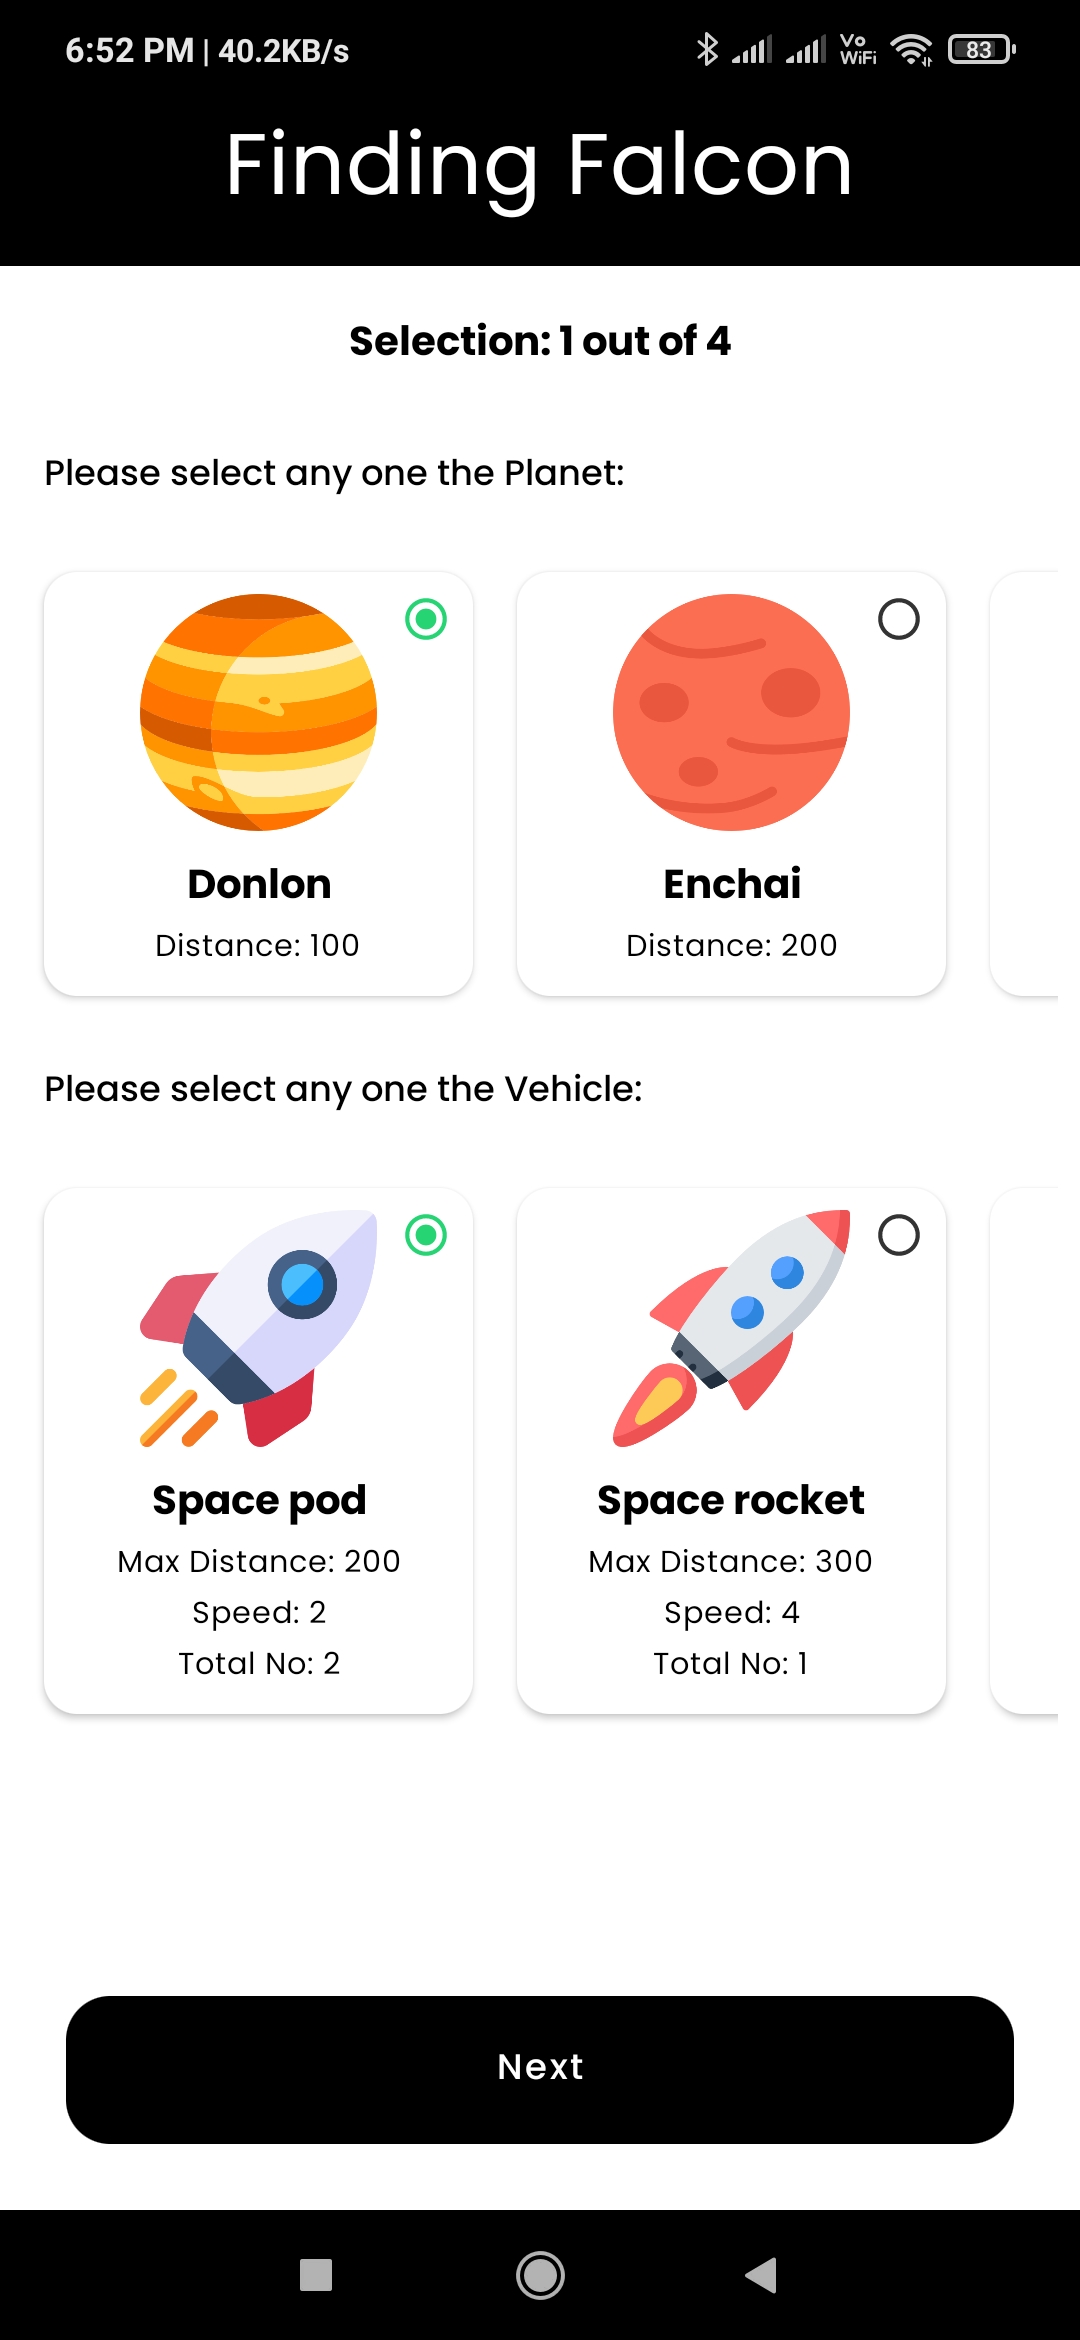 6:52 PM | 40.2KB/s Vo WiFi 83
Finding Falcon
Selection: 1 out of 4
Please select any one the Planet:
Donlon Enchai
Distance: 100 Distance: 200
Please select any one the Vehicle:
Space pod Space rocket
Max Distance: 200 Max Distance: 300
Speed: 2 Speed: 4
Total No: 2 Total No: 1
Next